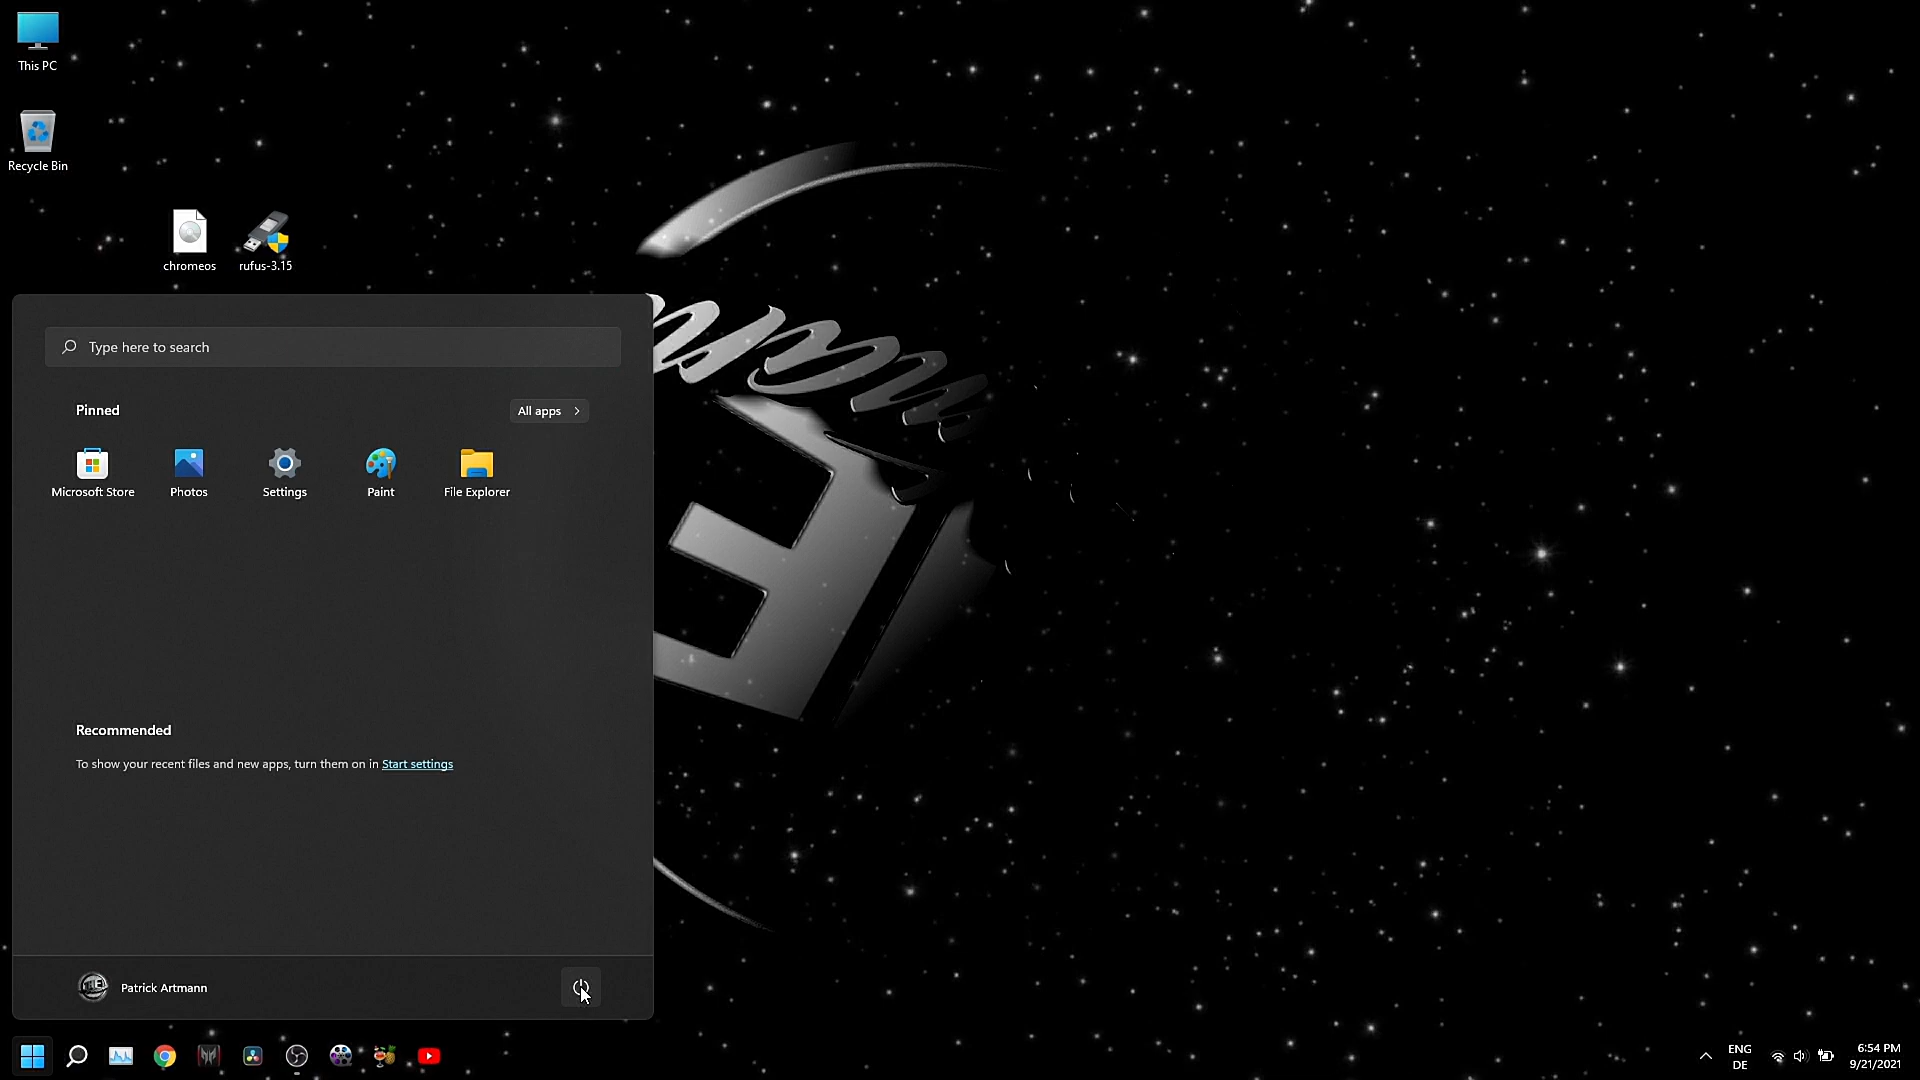 This PC
Recycle Bin
chromeos
rufus-3.15
Type here to search
Pinned
All apps
Microsoft Store
Photos
Settings
Paint
File Explorer
Recommended
To show your recent files and new apps, turn them on in Start settings
Patrick Artmann
ENG
DE
6:54 PM
9/21/2021